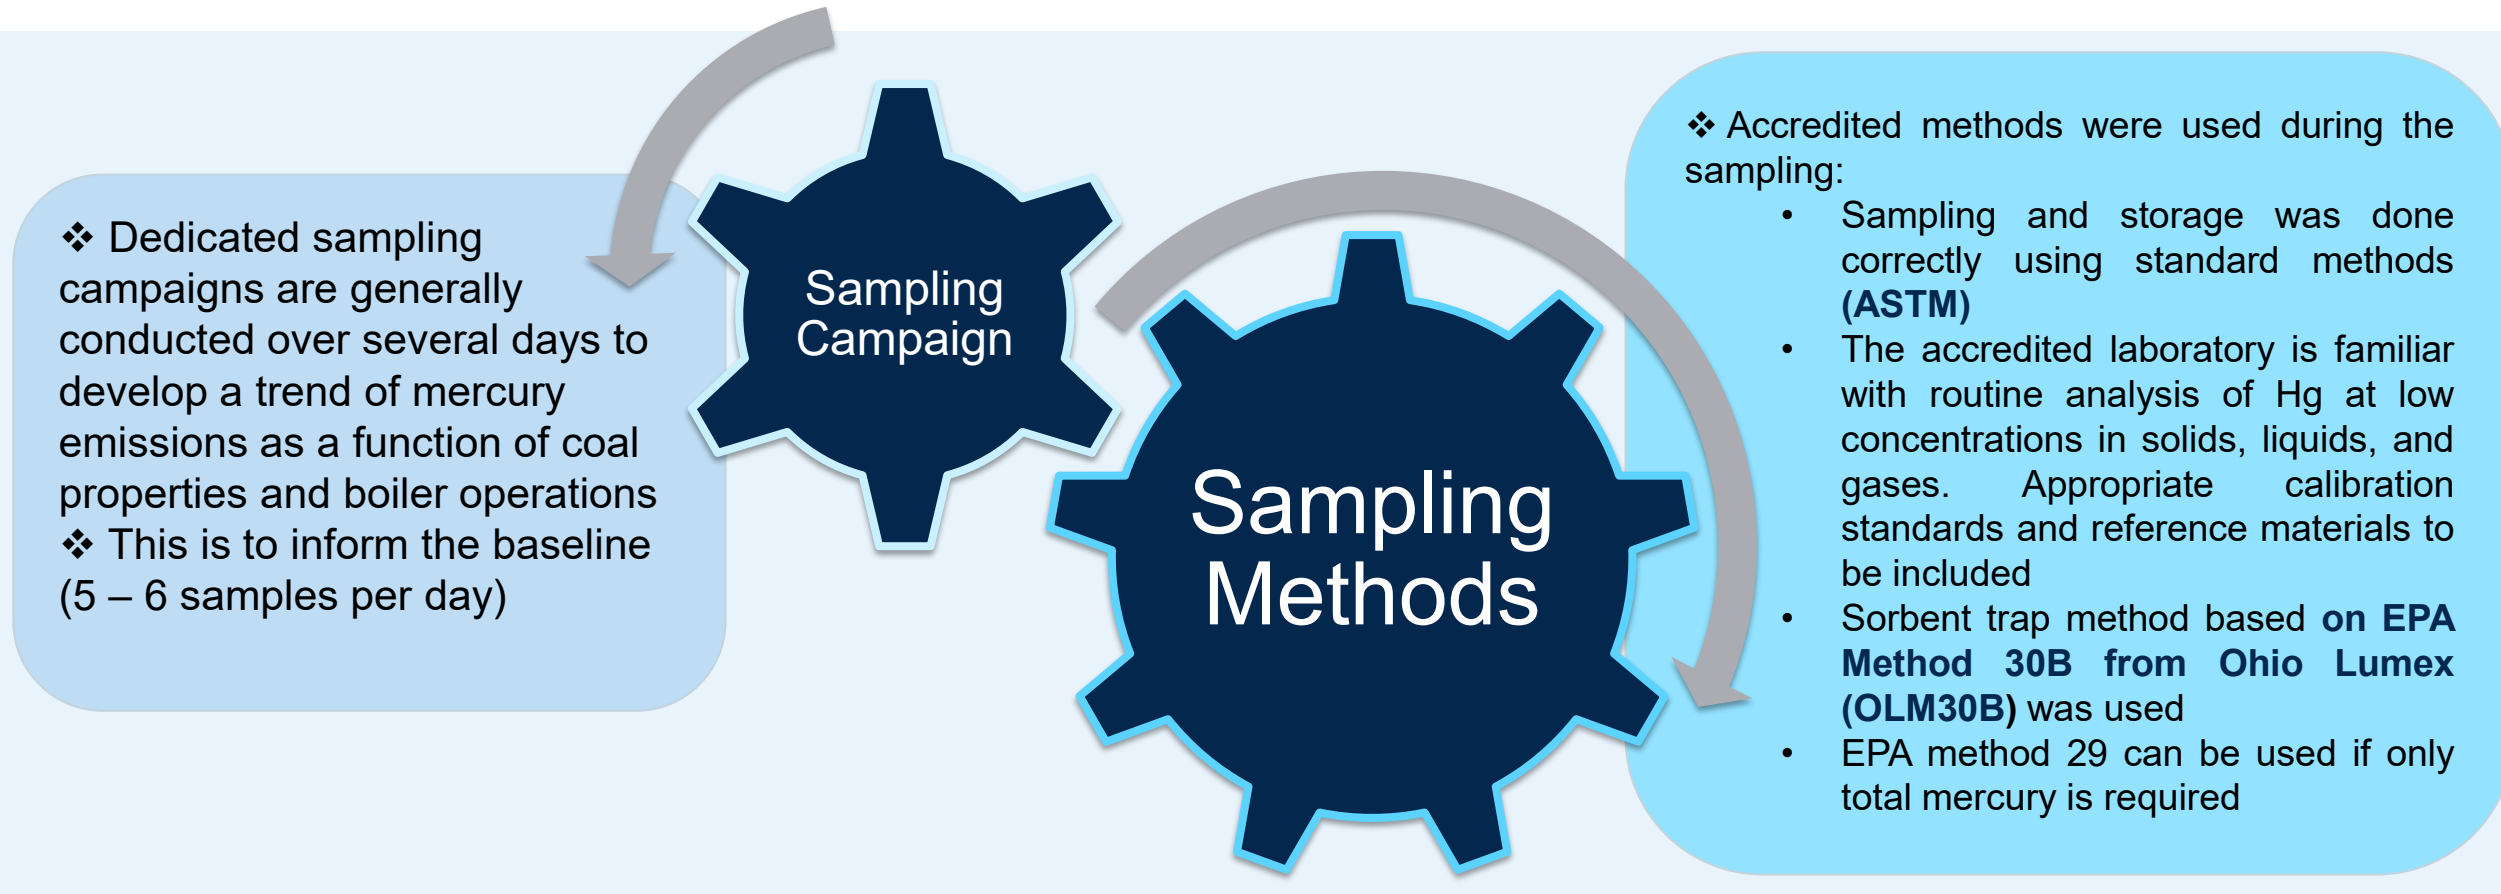 ❖ Dedicated sampling
campaigns are generally
conducted over several days to
develop a trend of mercury
emissions as a function of coal
properties and boiler operations
❖ This is to inform the baseline
(5 – 6 samples per day)
Sampling
Campaign
Sampling
Methods
❖ Accredited methods were used during the
sampling:
• Sampling and storage was done
correctly using standard methods
(ASTM)
• The accredited laboratory is familiar
with routine analysis of Hg at low
concentrations in solids, liquids, and
gases. Appropriate calibration
standards and reference materials to
be included
• Sorbent trap method based on EPA
Method 30B from Ohio Lumex
(OLM30B) was used
• EPA method 29 can be used if only
total mercury is required